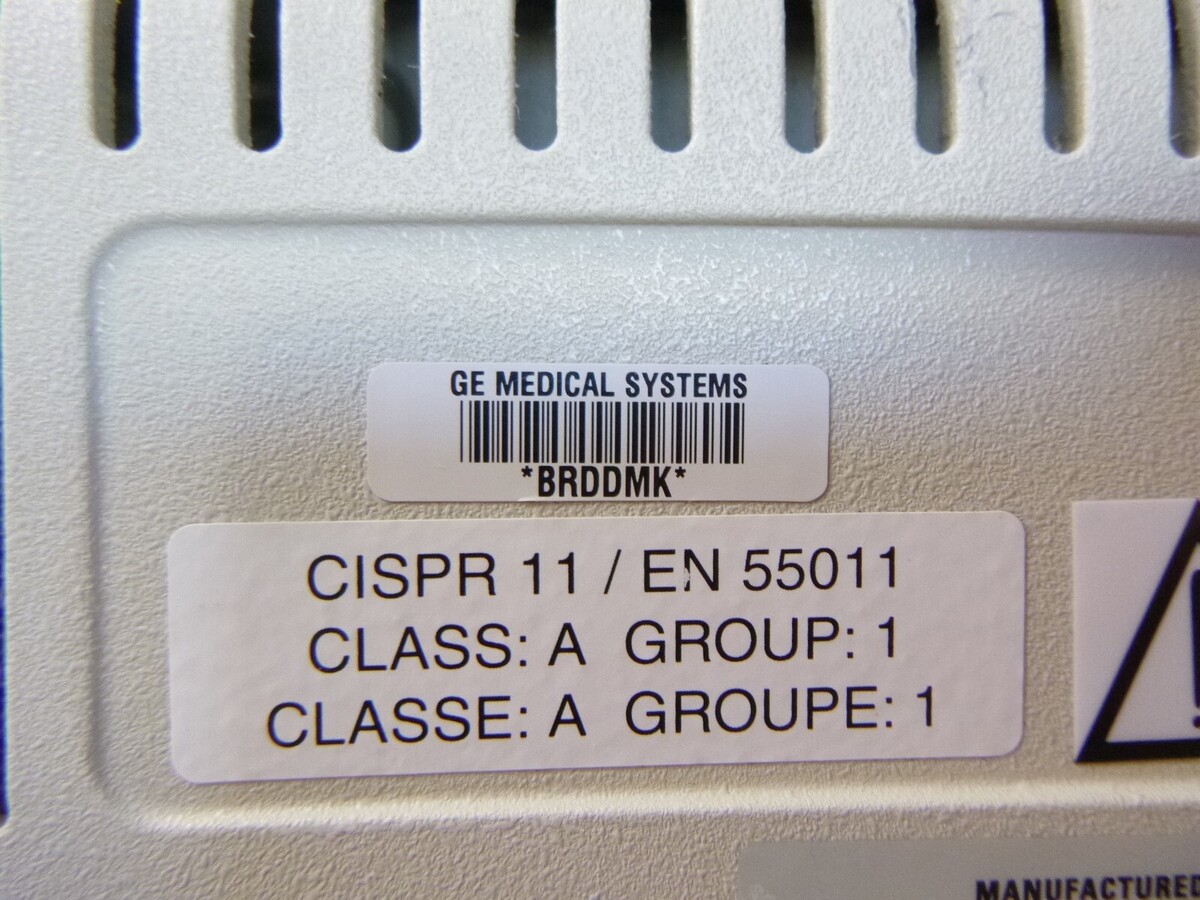 GE MEDICAL SYSTEMS
*BRDDMK*
CISPR 11 / EN 55011
CLASS: A GROUP: 1
CLASSE: A GROUPE: 1
MANUFACTURED